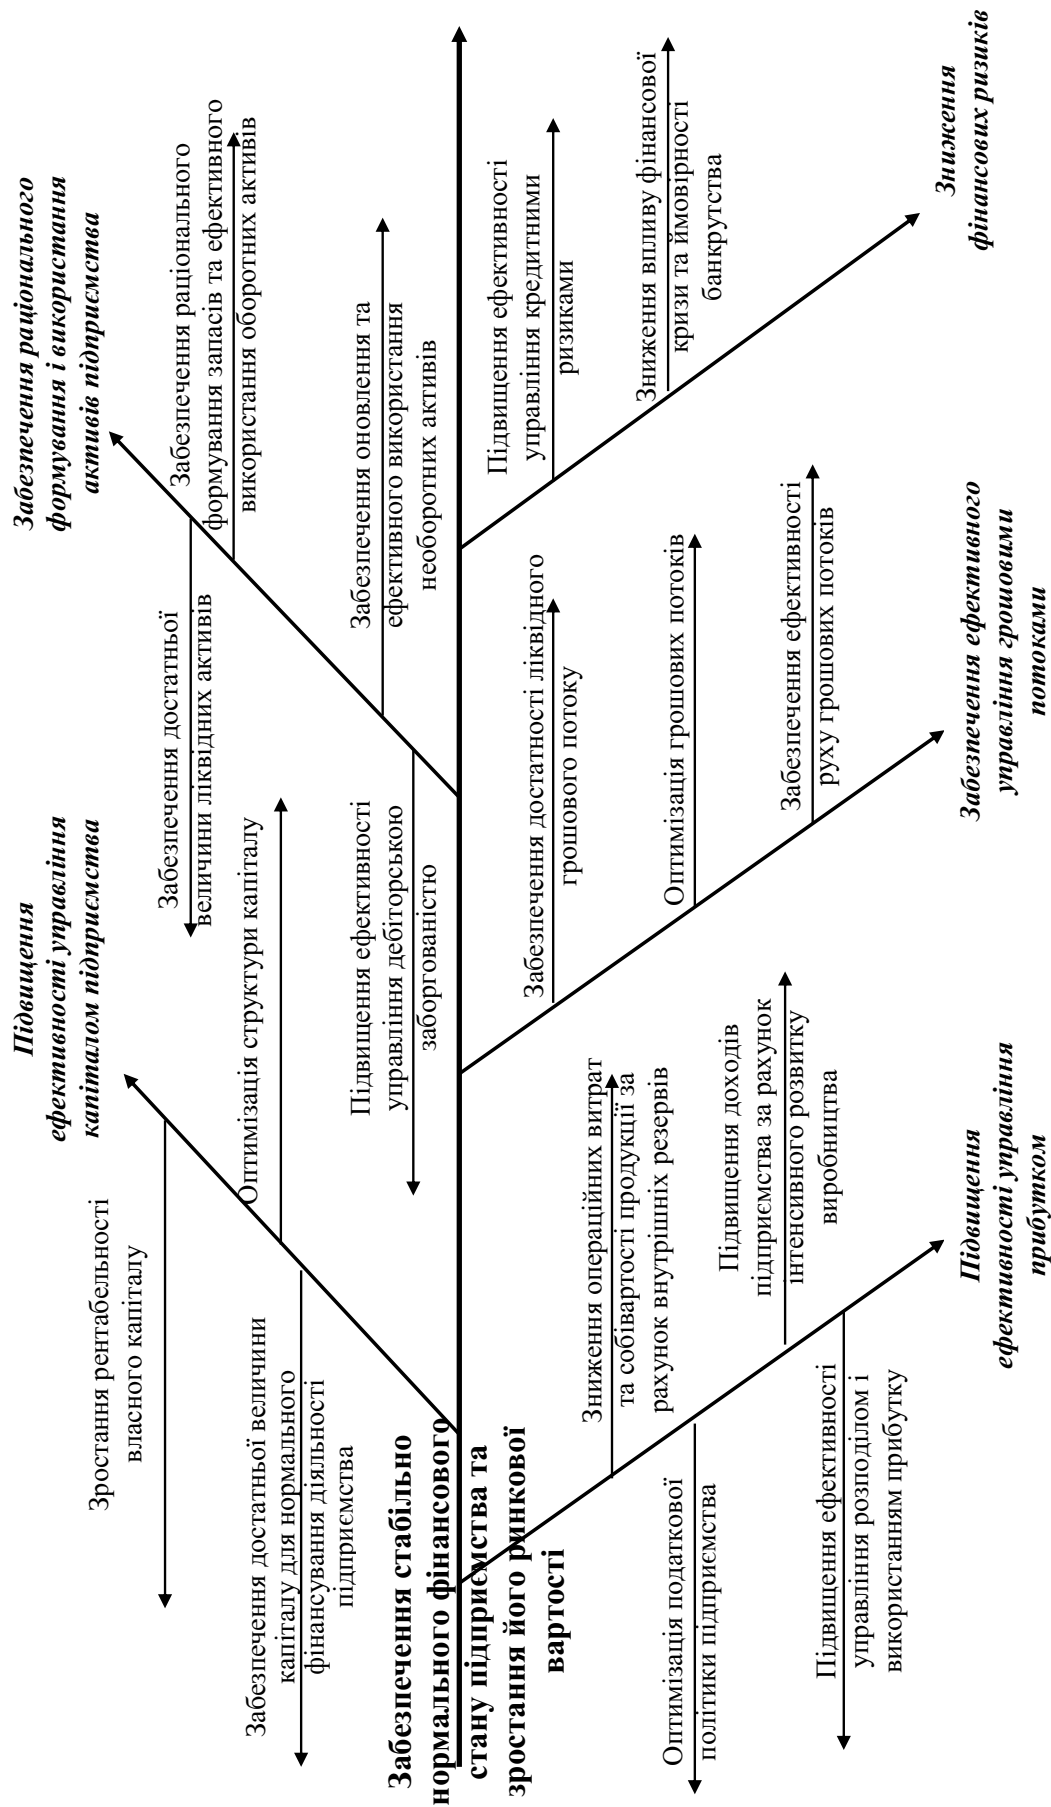 Підвищення
ефективності управління
капіталом підприємства
Забезпечення раціонального
формування і використання
активів підприємства
Зростання рентабельності
власного капіталу
Оптимізація структури капіталу
Забезпечення достатньої величини
капіталу для нормального
фінансування діяльності
підприємства
Забезпечення достатньої
величини ліквідних активів
Забезпечення раціонального
формування запасів та ефективного
використання оборотних активів
Забезпечення оновлення та
ефективного використання
необоротних активів
Підвищення ефективності
управління дебіторською
заборгованістю
Забезпечення стабільно
нормального фінансового
стану підприємства та
зростання його ринкової
вартості
Зниження операційних витрат
та собівартості продукції за
рахунок внутрішніх резервів
Оптимізація податкової
політики підприємства
Підвищення доходів
підприємства за рахунок
інтенсивного розвитку
виробництва
Підвищення ефективності
управління розподілом і
використанням прибутку
Забезпечення достатності ліквідного
грошового потоку
Оптимізація грошових потоків
Забезпечення ефективності
руху грошових потоків
Підвищення ефективності
управління кредитними
ризиками
Зниження впливу фінансової
кризи та ймовірності
банкрутства
Підвищення
ефективності управління
прибутком
Забезпечення ефективного
управління грошовими
потоками
Зниження
фінансових ризиків